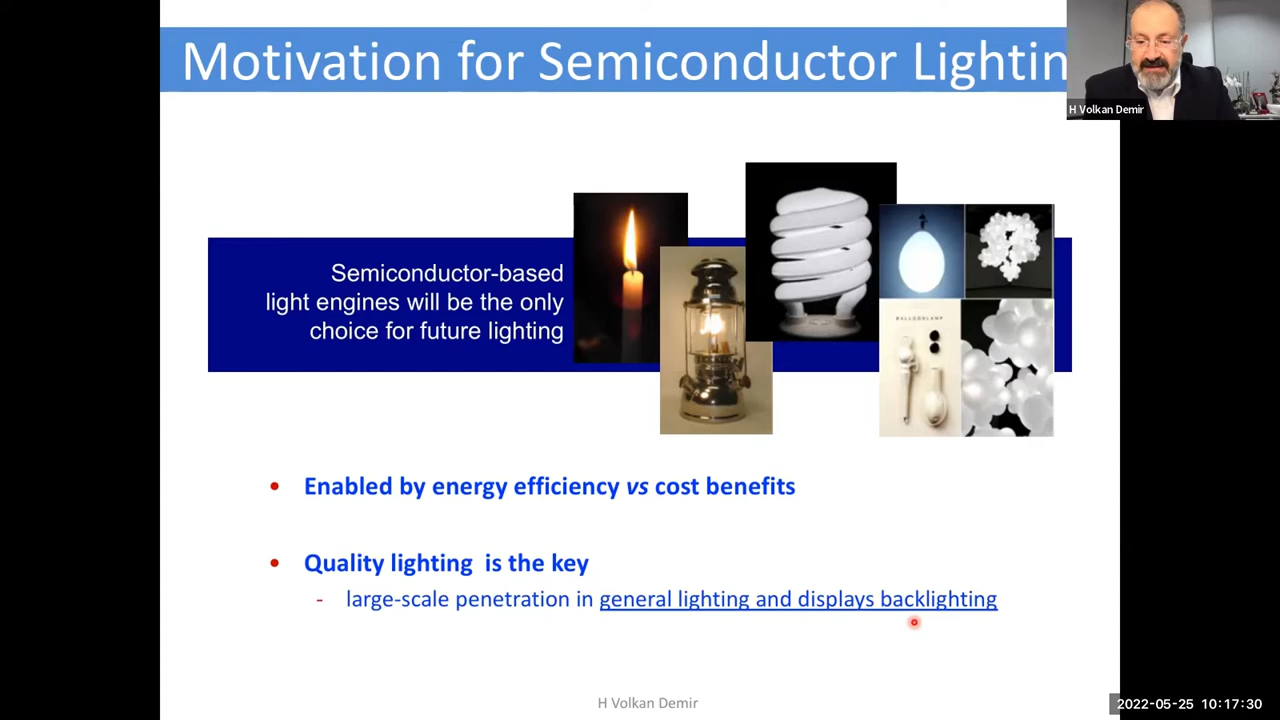 Motivation for Semiconductor Lightin
H Volkan Demir
Semiconductor-based
light engines will be the only
choice for future lighting
BALLOONLAMP
• Enabled by energy efficiency vs cost benefits
• Quality lighting is the key
- large-scale penetration in general lighting and displays backlighting
H Volkan Demir
2022-05-25 10:17:30